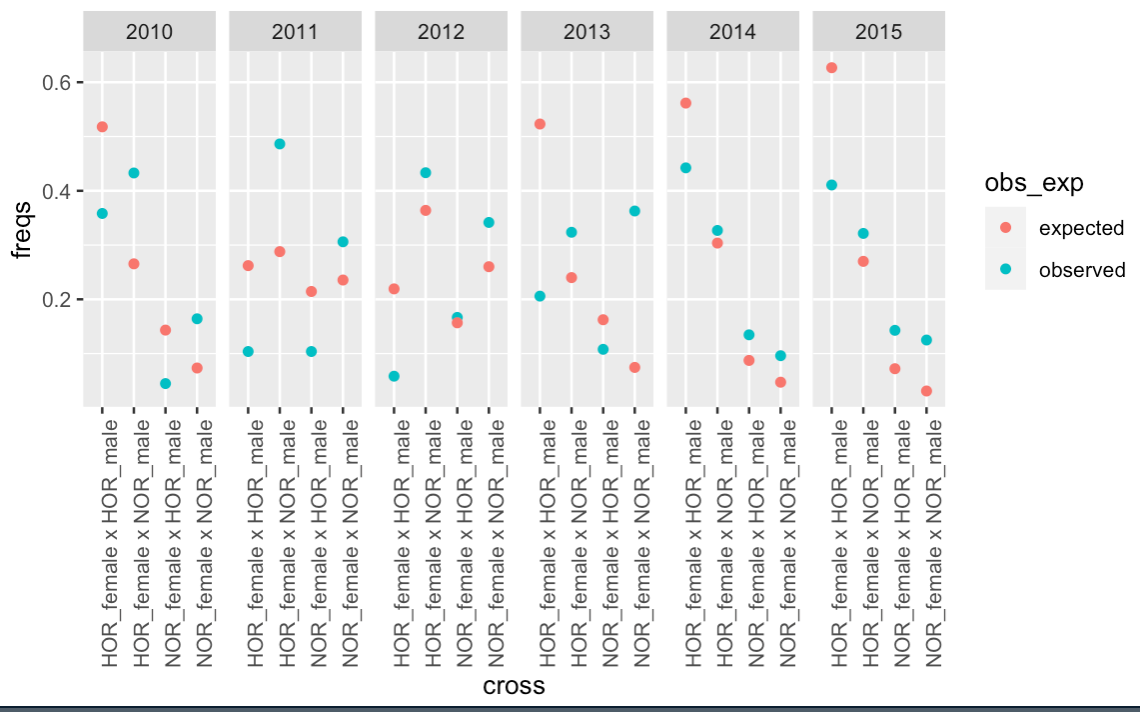 2010 2011 2012 2013 2014 2015
0.6
0.4
0.2
freqs
HOR_female x HOR_male
HOR_female x NOR_male
NOR_female x HOR_male
NOR_female x NOR_male
HOR_female x HOR_male
HOR_female x NOR_male
NOR_female x HOR_male
NOR_female x NOR_male
HOR_female x HOR_male
HOR_female x NOR_male
NOR_female x HOR_male
NOR_female x NOR_male
HOR_female x HOR_male
HOR_female x NOR_male
NOR_female x HOR_male
NOR_female x NOR_male
HOR_female x HOR_male
HOR_female x NOR_male
NOR_female x HOR_male
NOR_female x NOR_male
HOR_female x HOR_male
HOR_female x NOR_male
NOR_female x HOR_male
NOR_female x NOR_male
cross
obs_exp
expected
observed